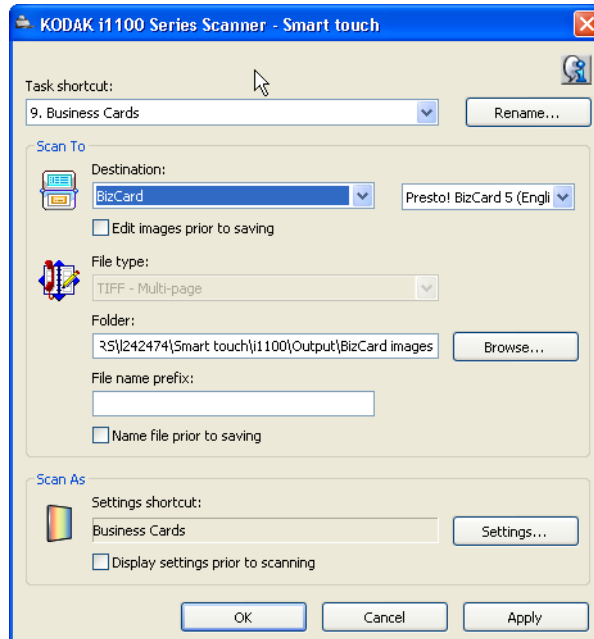 KODAK i1100 Series Scanner - Smart touch
Task shortcut:
9. Business Cards
Rename...
Scan To
Destination:
BizCard
Presto! BizCard 5 (Engli
Edit images prior to saving
File type:
TIFF - Multi-page
Folder:
RS\l242474\Smart touch\i1100\Output\BizCard images
Browse...
File name prefix:
Name file prior to saving
Scan As
Settings shortcut:
Business Cards
Settings...
Display settings prior to scanning
OK
Cancel
Apply